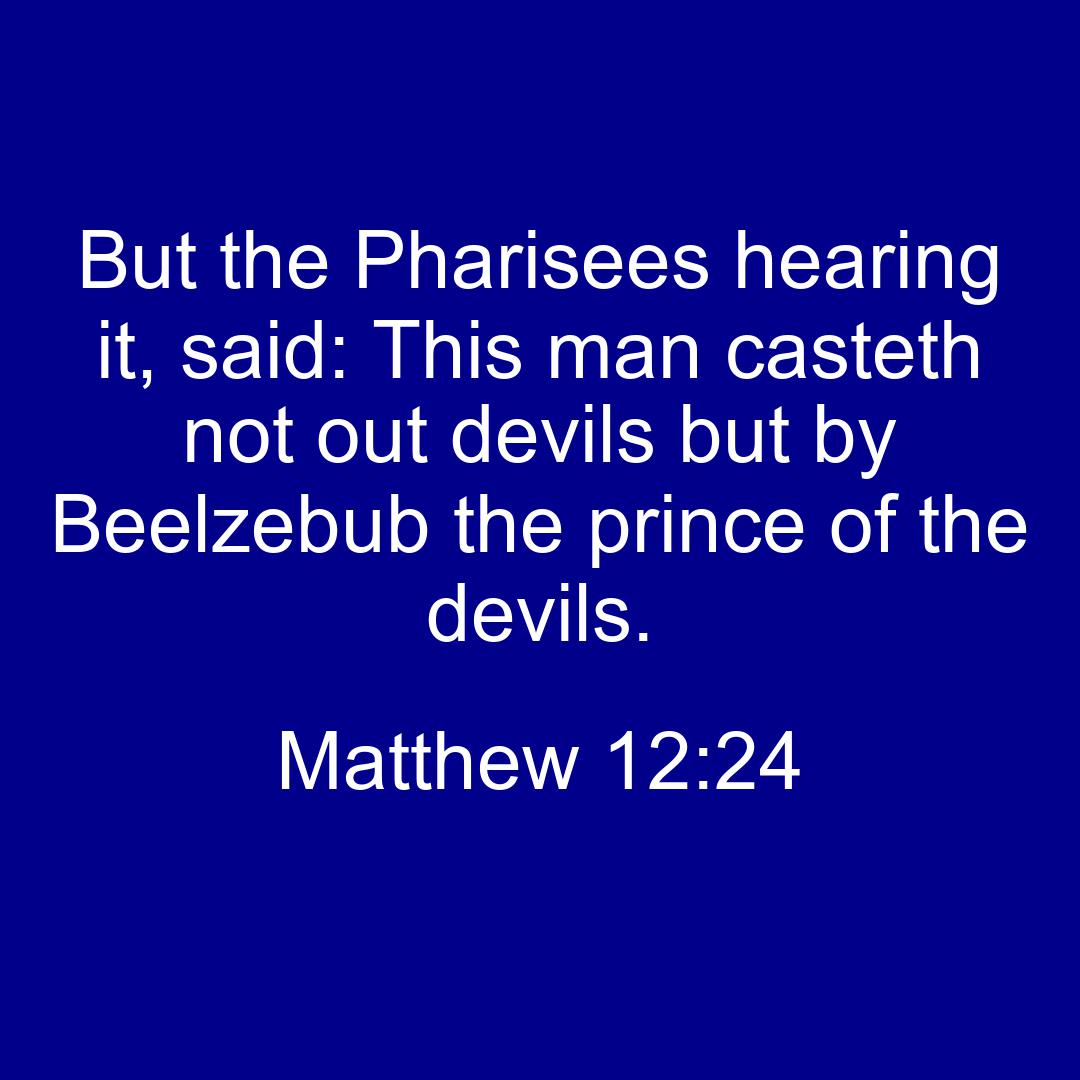 But the Pharisees hearing
it, said: This man casteth
not out devils but by
Beelzebub the prince of the
devils.
Matthew 12:24